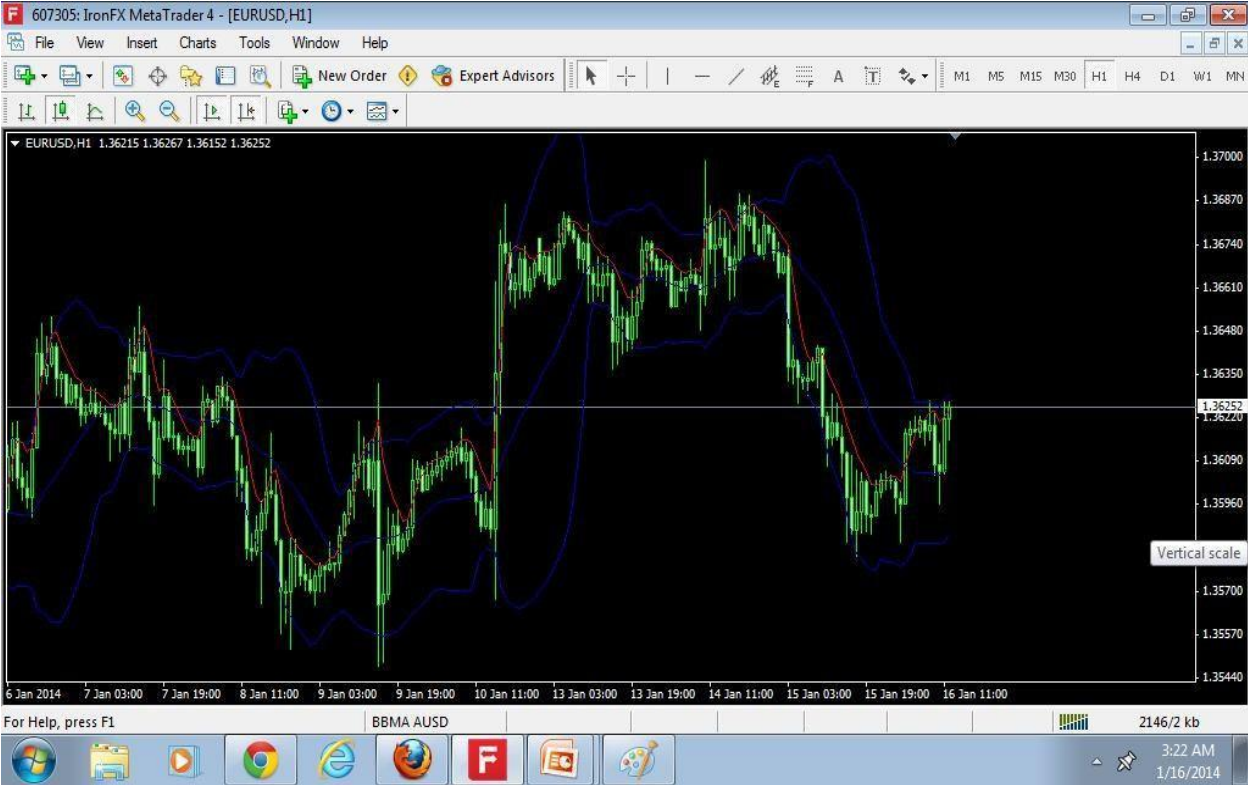 607305: IronFX MetaTrader 4 - [EURUSD,H1]
File View Insert Charts Tools Window Help
New Order Expert Advisors A T M1 M5 M15 M30 H1 H4 D1 W1 MN
EURUSD,H1 1.36215 1.36267 1.36152 1.36252
1.37000
1.36870
1.36740
1.36610
1.36480
1.36350
1.36252
1.36220
1.36090
1.35960
Vertical scale
1.35700
1.35570
1.35440
6 Jan 2014 7 Jan 03:00 7 Jan 19:00 8 Jan 11:00 9 Jan 03:00 9 Jan 19:00 10 Jan 11:00 13 Jan 03:00 13 Jan 19:00 14 Jan 11:00 15 Jan 03:00 15 Jan 19:00 16 Jan 11:00
For Help, press F1 BBMA AUSD 2146/2 kb
3:22 AM
1/16/2014